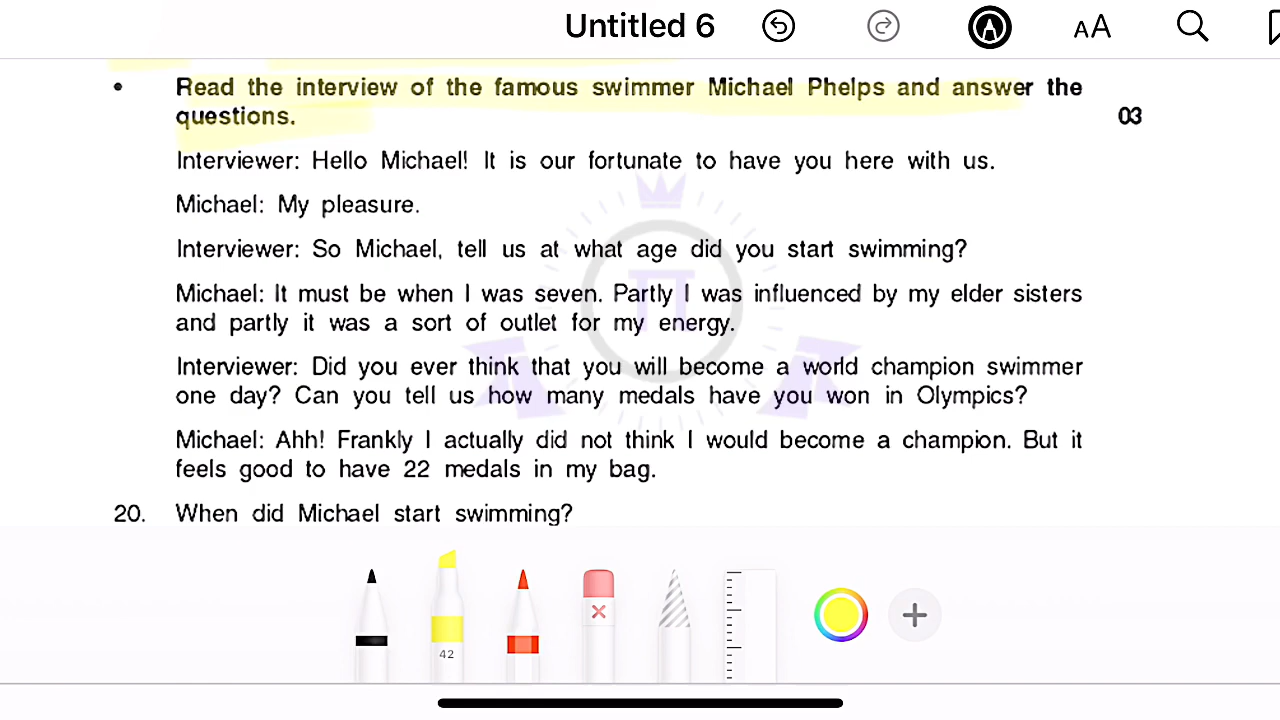 Untitled 6
AA
• Read the interview of the famous swimmer Michael Phelps and answer the
questions. 03
Interviewer: Hello Michael! It is our fortunate to have you here with us.
Michael: My pleasure.
Interviewer: So Michael, tell us at what age did you start swimming?
Michael: It must be when I was seven. Partly I was influenced by my elder sisters
and partly it was a sort of outlet for my energy.
Interviewer: Did you ever think that you will become a world champion swimmer
one day? Can you tell us how many medals have you won in Olympics?
Michael: Ahh! Frankly I actually did not think I would become a champion. But it
feels good to have 22 medals in my bag.
20. When did Michael start swimming?
42